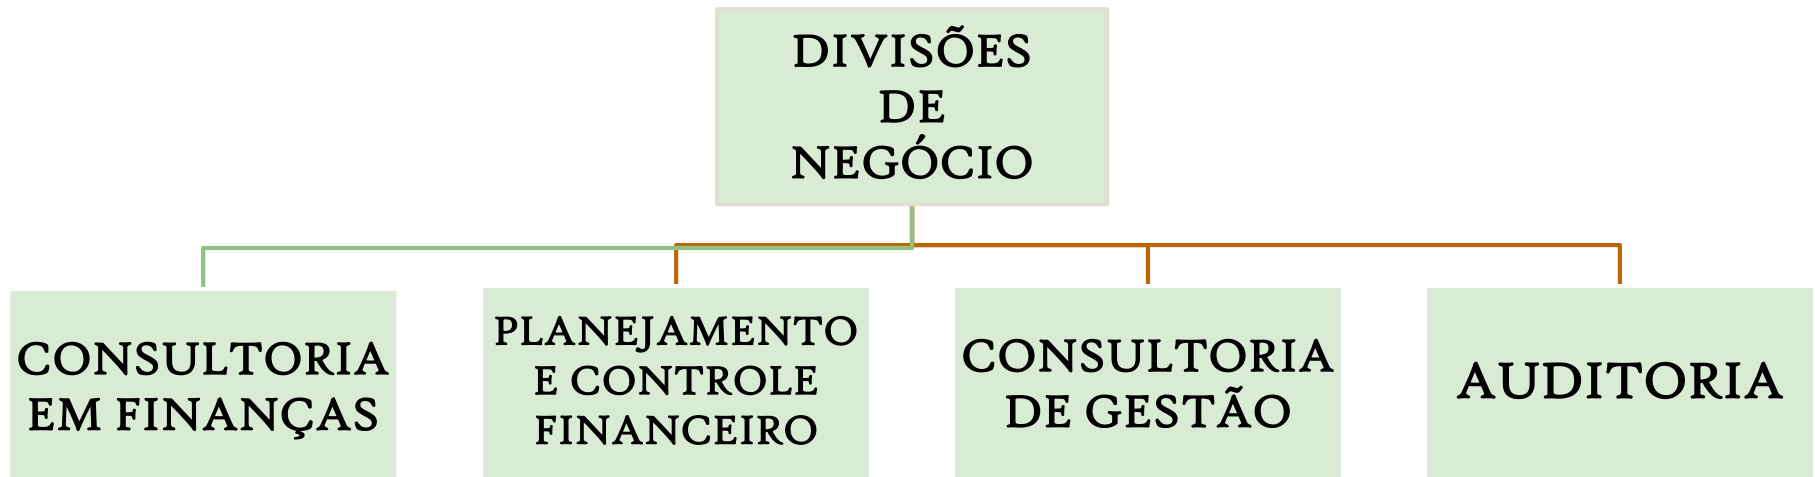 DIVISÕES
DE
NEGÓCIO
CONSULTORIA
EM FINANÇAS
PLANEJAMENTO
E CONTROLE
FINANCEIRO
CONSULTORIA
DE GESTÃO
AUDITORIA